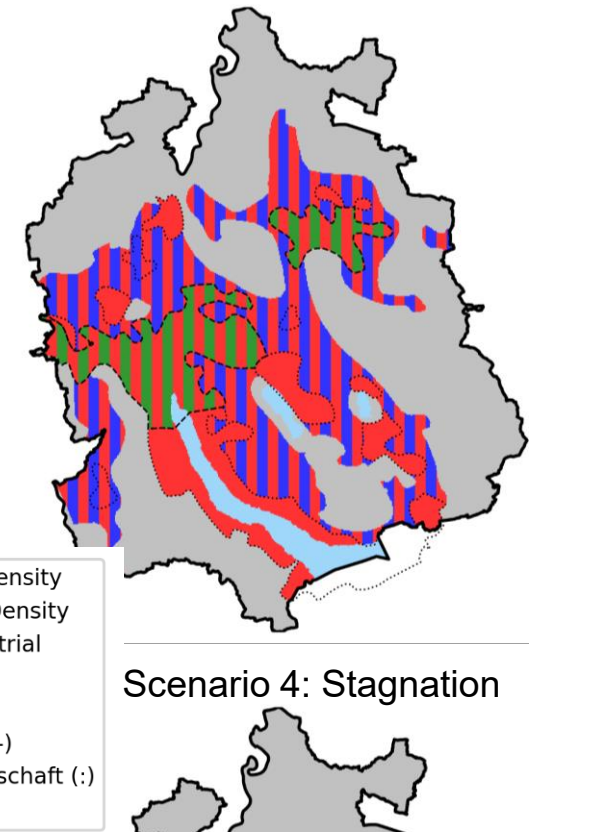 ensity
ensity
trial
-)
schaft (:)
Scenario 4: Stagnation